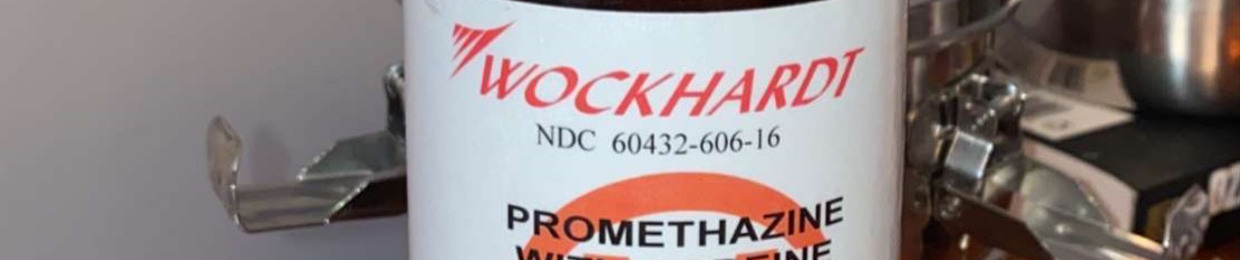 WOCKHARDT
NDC 60432-606-16
PROMETHAZINE